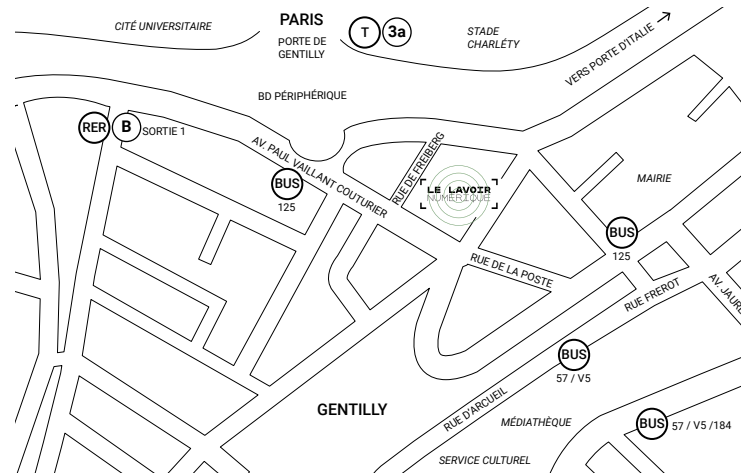 CITÉ UNIVERSITAIRE
PARIS
PORTE DE
GENTILLY
T 3a
STADE
CHARLÉTY
VERS PORTE D'ITALIE
BD PÉRIPHÉRIQUE
RER B SORTIE 1
AV. PAUL VAILLANT COUTURIER
RUE DE FREIBERG
BUS
125
LE LAVOIR
NUMÉRIQUE
MAIRIE
BUS
125
RUE DE LA POSTE
RUE FREROT
AV. JAURÈ
BUS
57 / V5
GENTILLY
RUE D'ARCUEIL
MÉDIATHÈQUE
BUS 57 / V5 /184
SERVICE CULTUREL